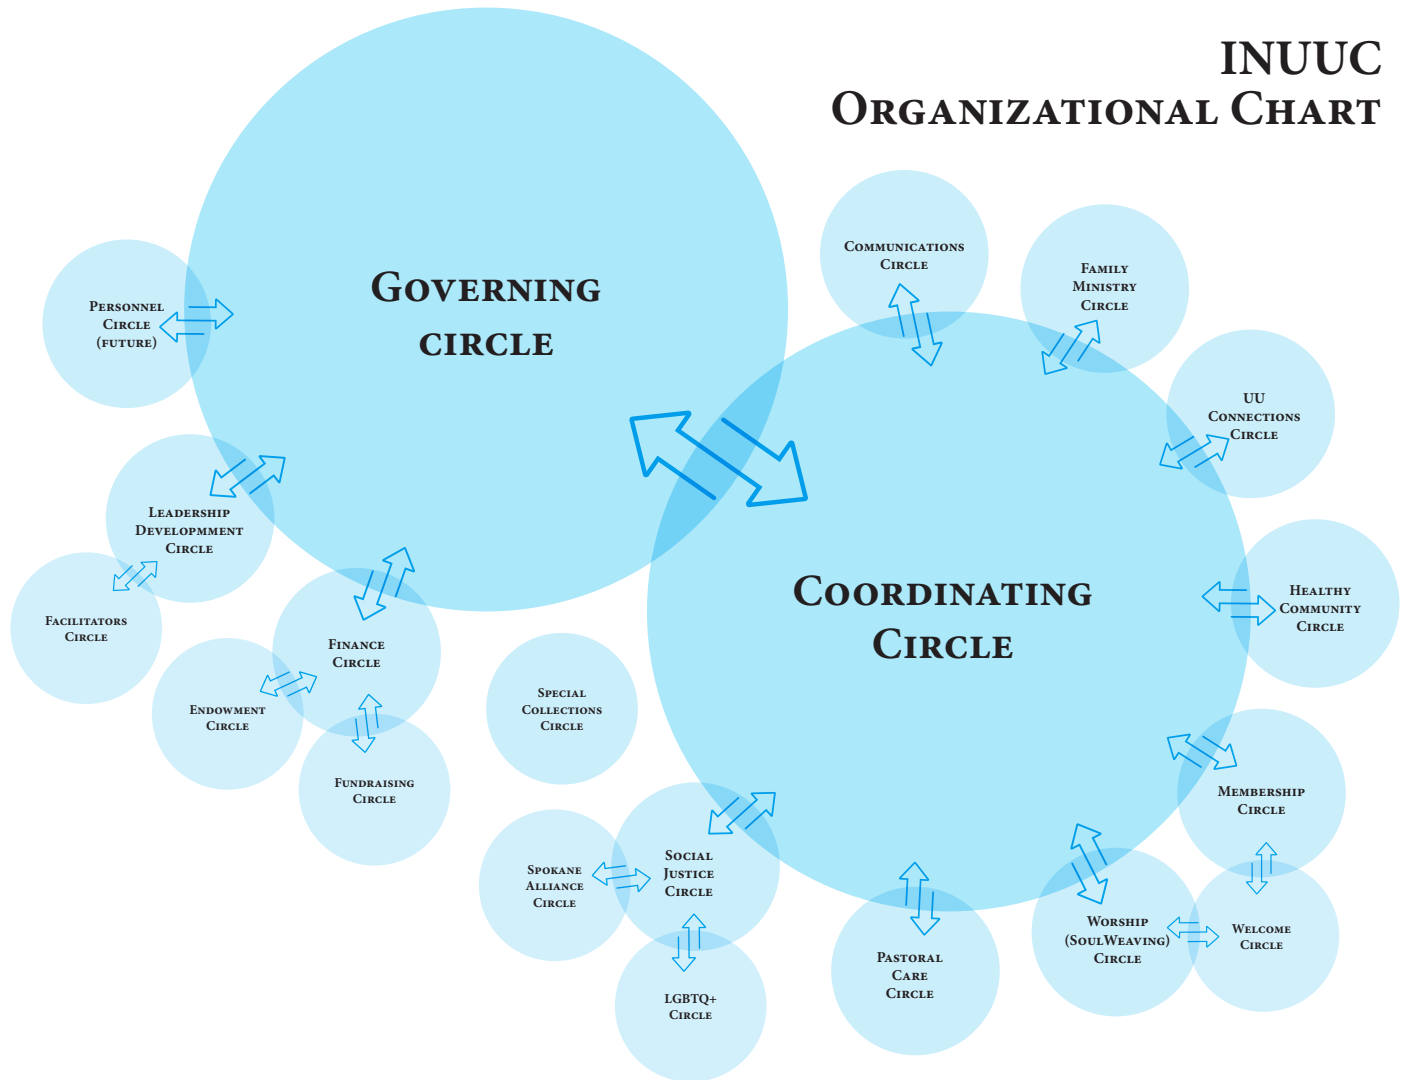 INUUC
Organizational Chart
Governing
circle
Coordinating
Circle
Communications
Circle
Family
Ministry
Circle
UU
Connections
Circle
Healthy
Community
Circle
Membership
Circle
Welcome
Circle
Worship
(SoulWeaving)
Circle
Pastoral
Care
Circle
Social
Justice
Circle
Spokane
Alliance
Circle
LGBTQ+
Circle
Special
Collections
Circle
Personnel
Circle
(future)
Leadership
Developmment
Circle
Facilitators
Circle
Finance
Circle
Endowment
Circle
Fundraising
Circle